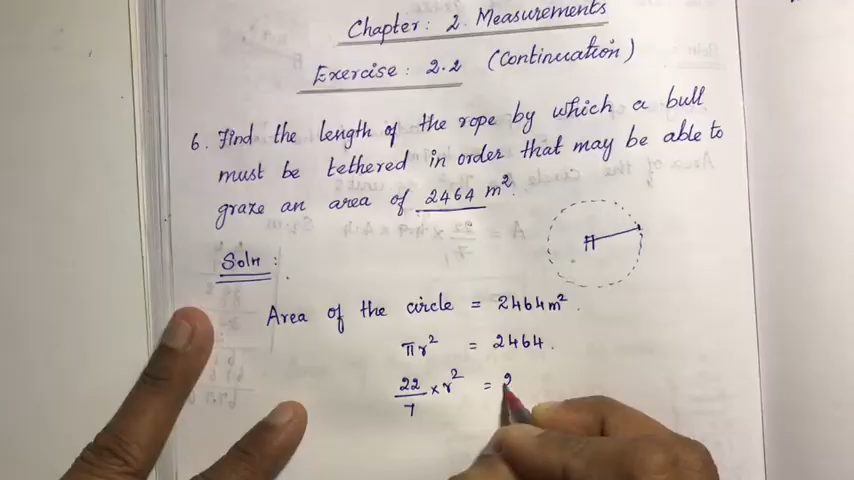 Chapter: 2. Measurements
Exercise: 2.2 (Continuation)
6. Find the length of the rope by which a bull
must be tethered in order that may be able to
graze an area of 2464 m².
Soln:
Area of the circle = 2464m².
πr² = 2464.
22/7 × r² = 2